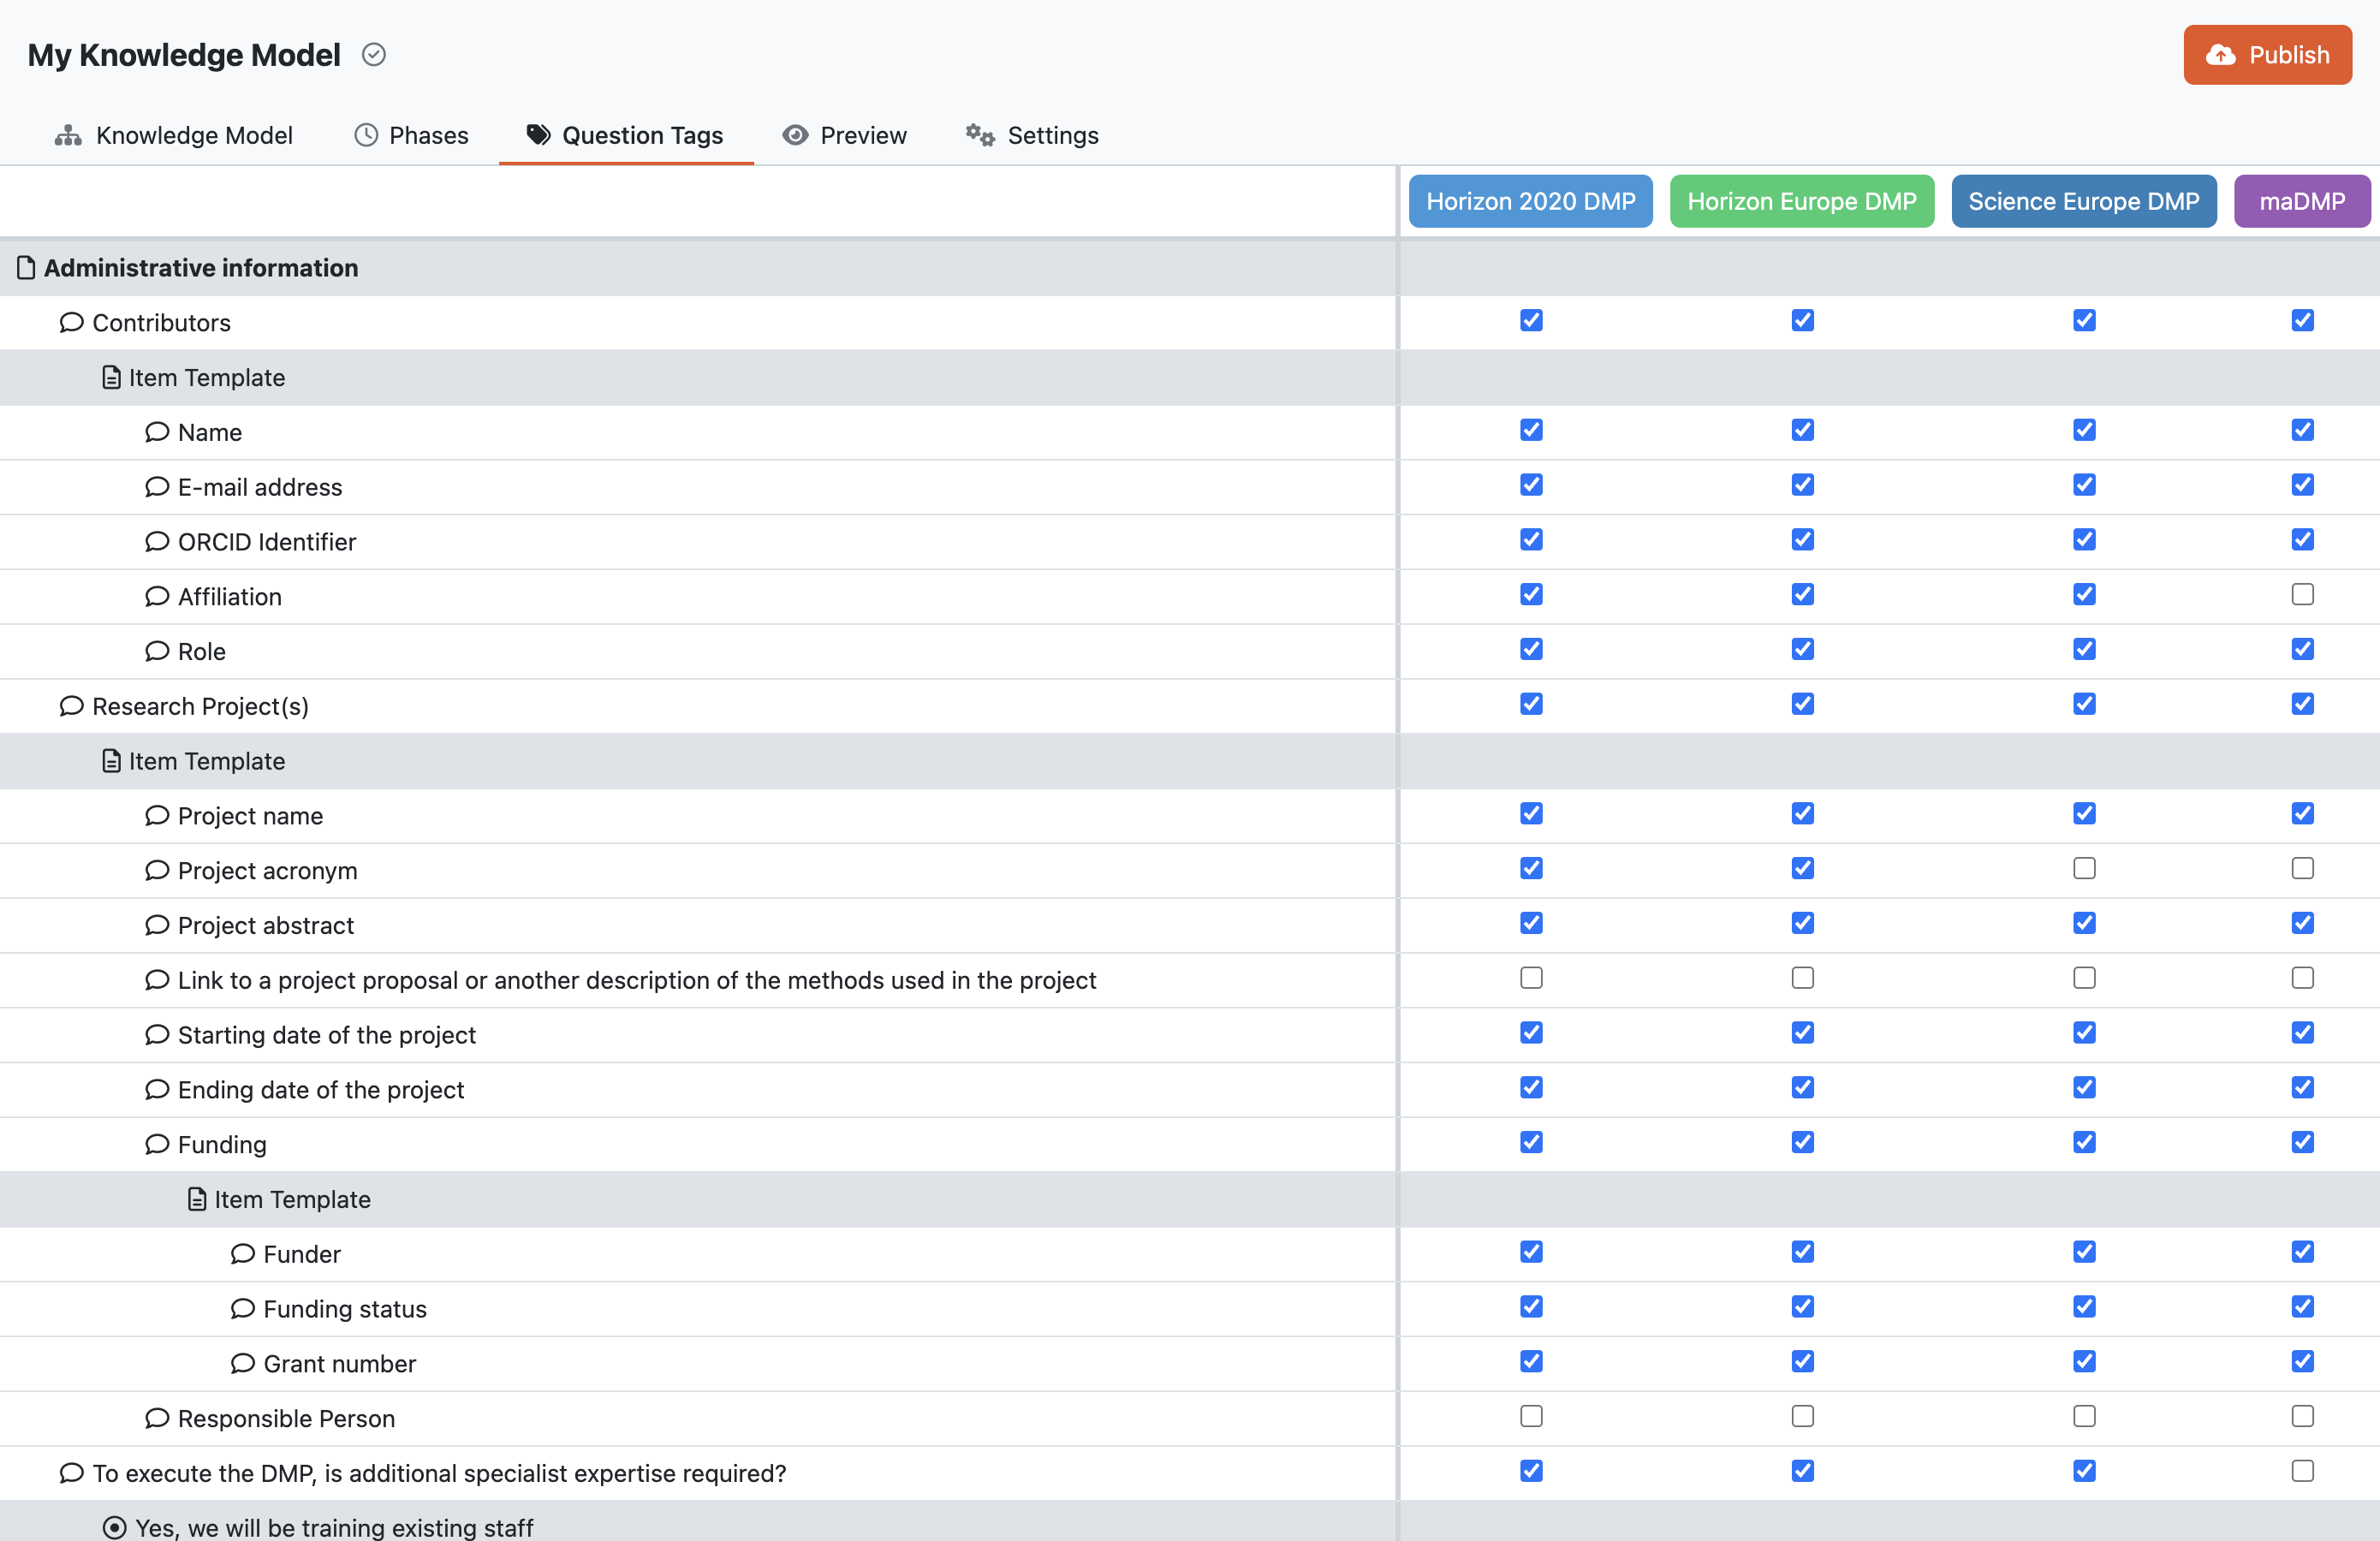 My Knowledge Model
Publish
Knowledge Model Phases Question Tags Preview Settings
Horizon 2020 DMP Horizon Europe DMP Science Europe DMP maDMP
Administrative information
Contributors
Item Template
Name
E-mail address
ORCID Identifier
Affiliation
Role
Research Project(s)
Item Template
Project name
Project acronym
Project abstract
Link to a project proposal or another description of the methods used in the project
Starting date of the project
Ending date of the project
Funding
Item Template
Funder
Funding status
Grant number
Responsible Person
To execute the DMP, is additional specialist expertise required?
Yes, we will be training existing staff